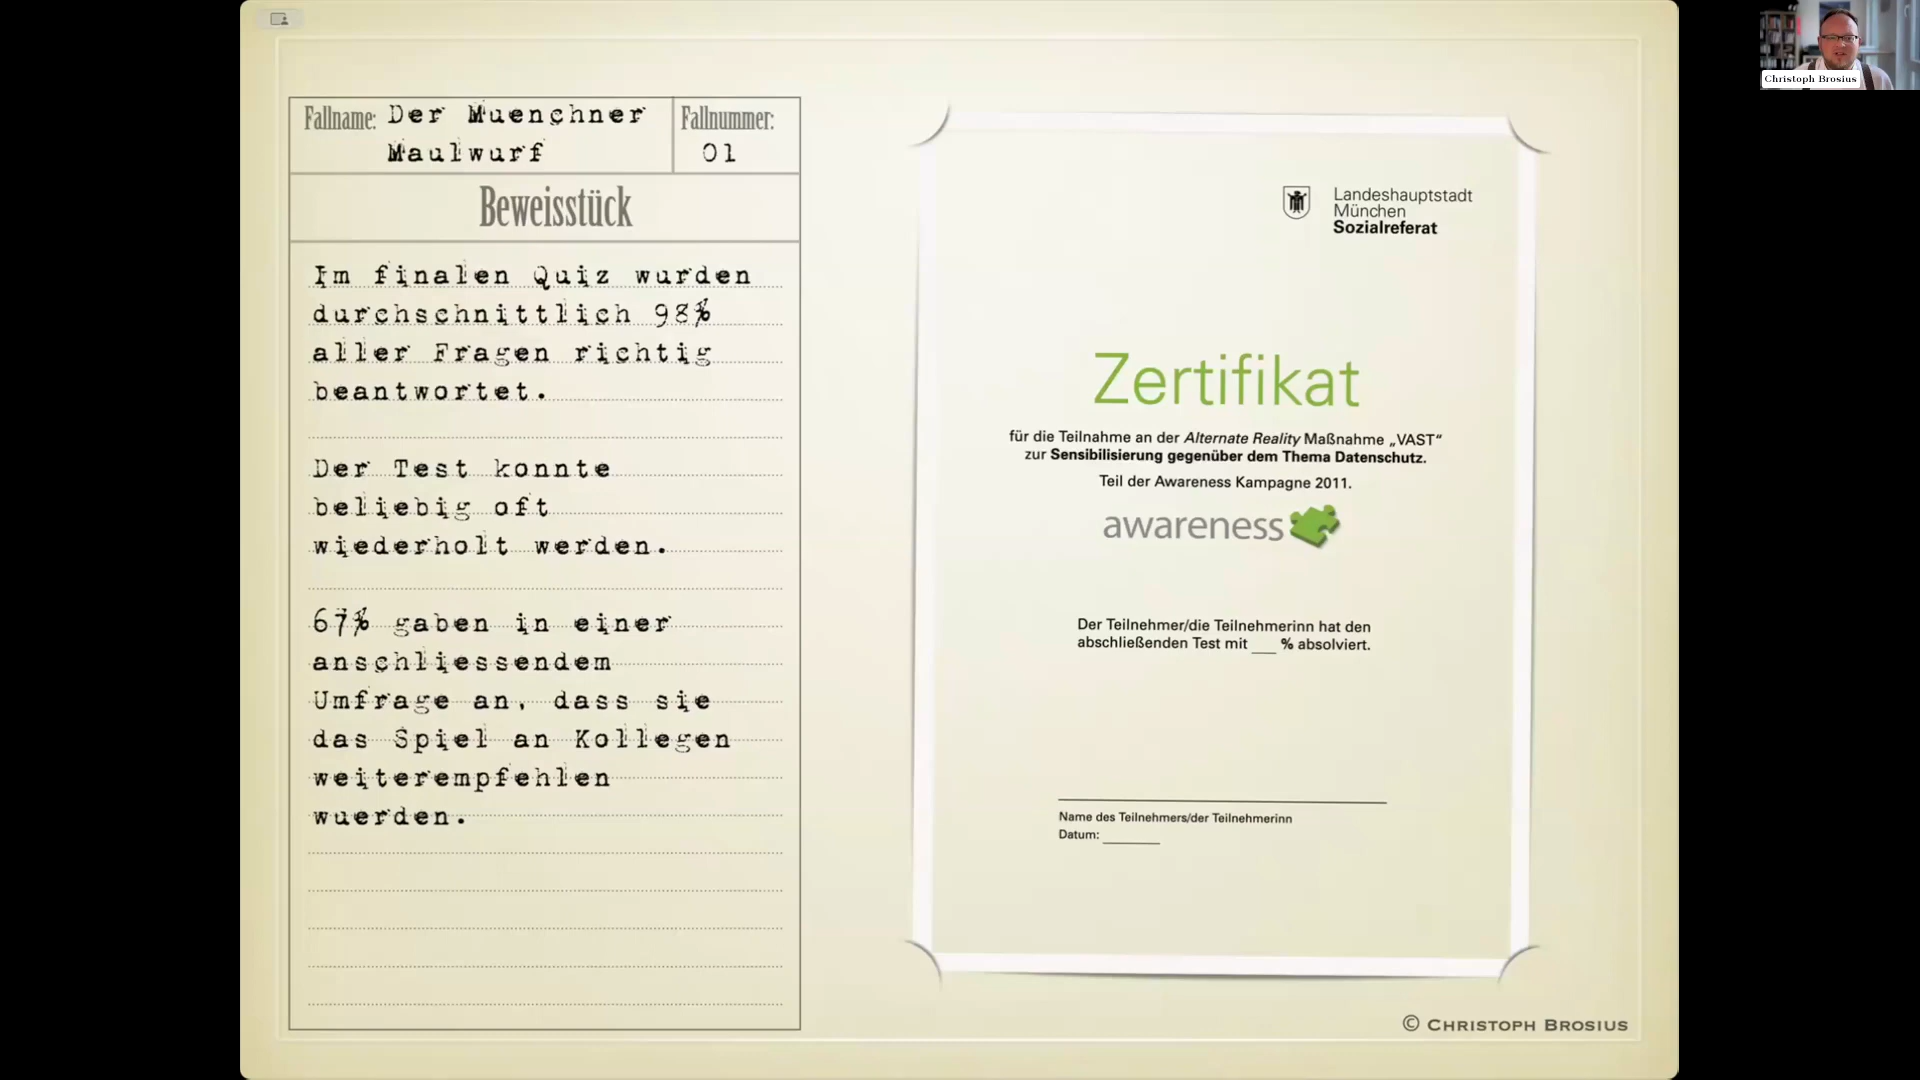 Fallname: Der Muenchner
Maulwurf
Fallnummer:
01
Beweisstück
Im finalen Quiz wurden
durchschnittlich 98%
aller Fragen richtig
beantwortet.
Der Test konnte
beliebig oft
wiederholt werden.
67% gaben in einer
anschliessendem
Umfrage an, dass sie
das Spiel an Kollegen
weiterempfehlen
wuerden.
Landeshauptstadt
München
Sozialreferat
Zertifikat
für die Teilnahme an der Alternate Reality Maßnahme „VAST“
zur Sensibilisierung gegenüber dem Thema Datenschutz.
Teil der Awareness Kampagne 2011.
awareness
Der Teilnehmer/die Teilnehmerinn hat den
abschließenden Test mit ___ % absolviert.
Name des Teilnehmers/der Teilnehmerinn
Datum: ________
© Christoph Brosius
Christoph Brosius